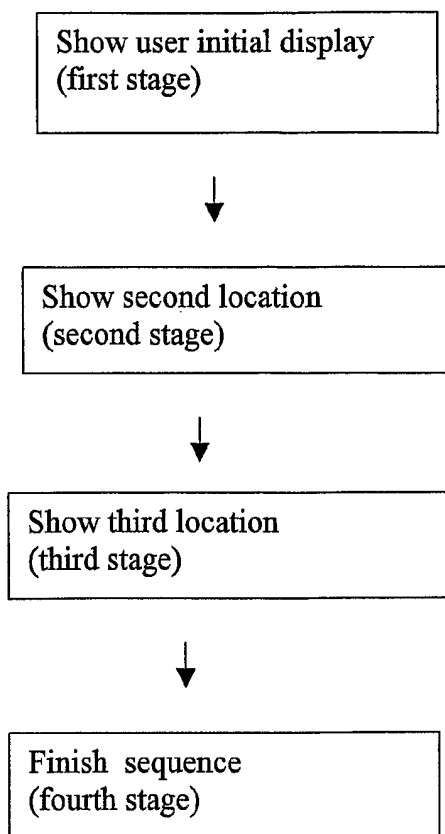 Show user initial display
(first stage)
Show second location
(second stage)
Show third location
(third stage)
Finish sequence
(fourth stage)